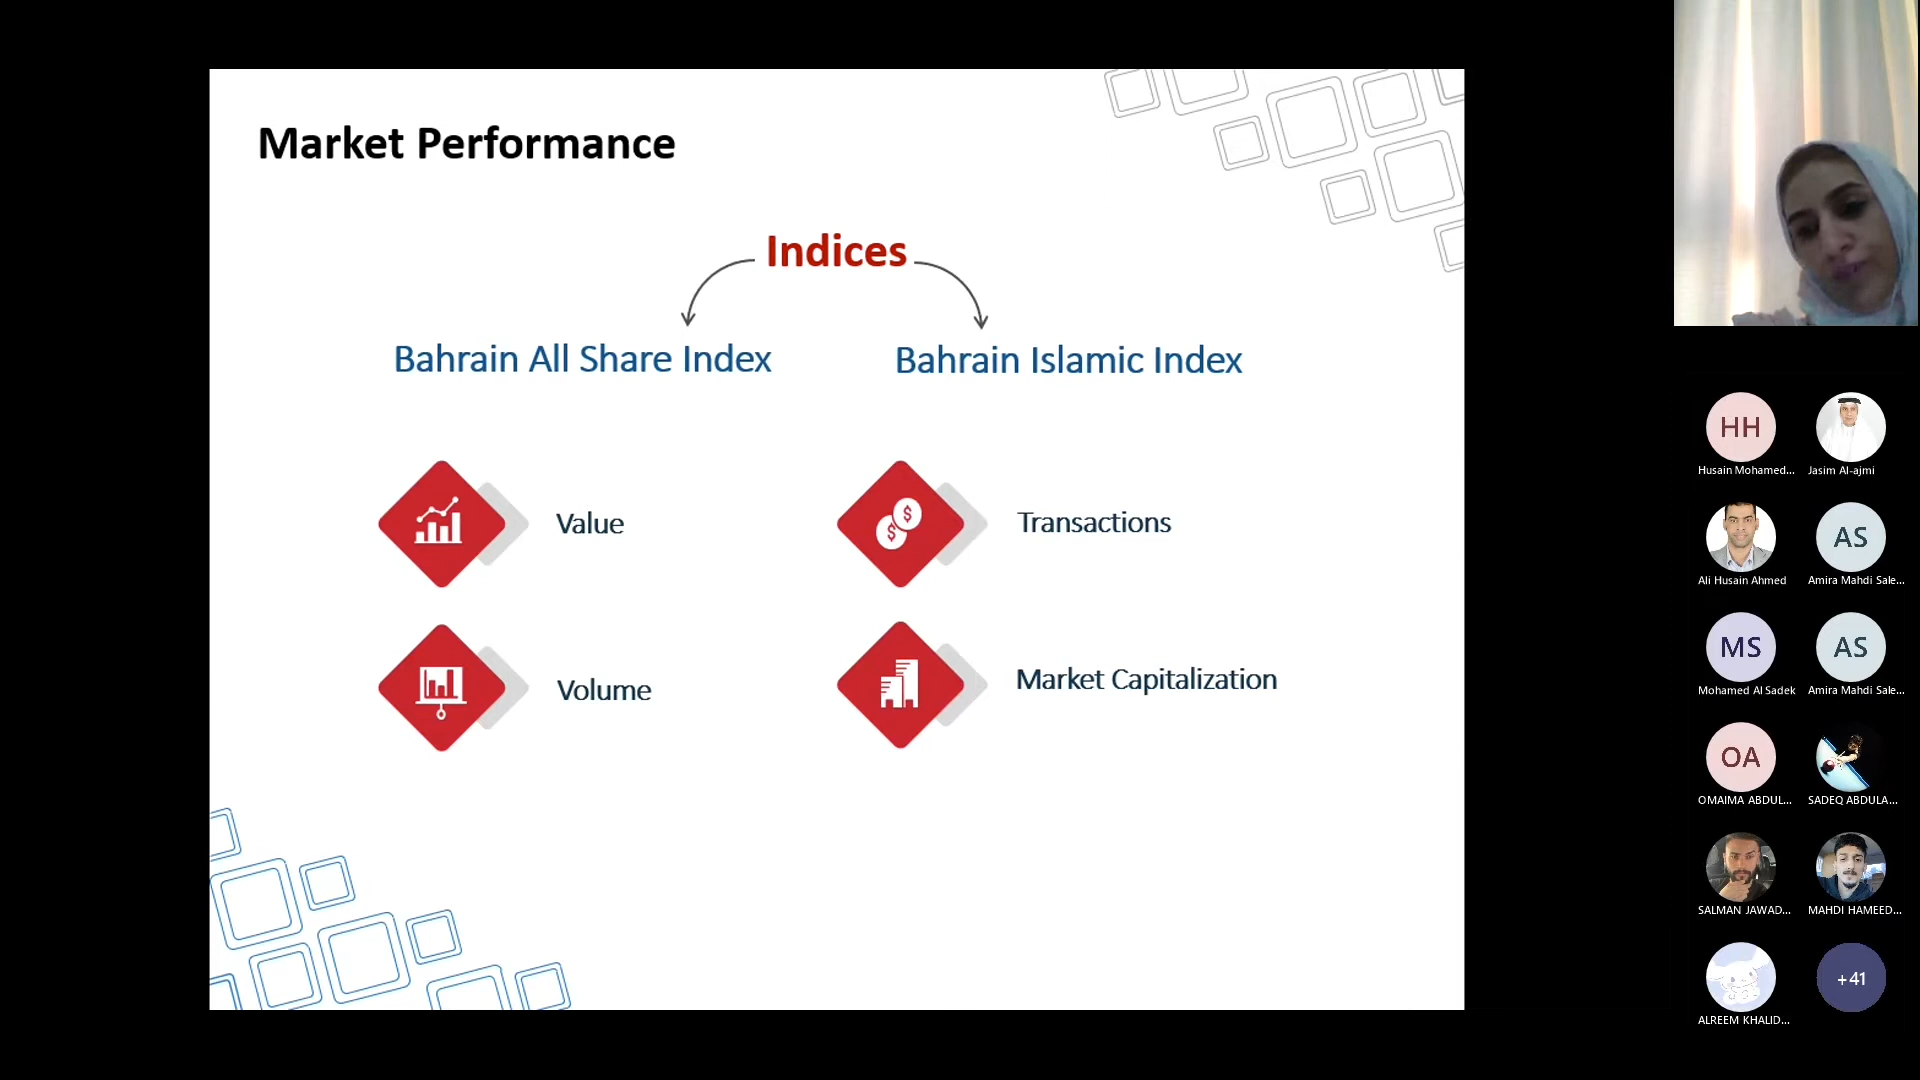 Market Performance
Indices
Bahrain All Share Index
Bahrain Islamic Index
Value
Transactions
Volume
Market Capitalization
HH
Husain Mohamed...
Jasim Al-ajmi
Ali Husain Ahmed
AS
Amira Mahdi Sale...
MS
Mohamed Al Sadek
AS
Amira Mahdi Sale...
OA
OMAIMA ABDUL...
SADEQ ABDULA...
SALMAN JAWAD...
MAHDI HAMEED...
ALREEM KHALID...
+41